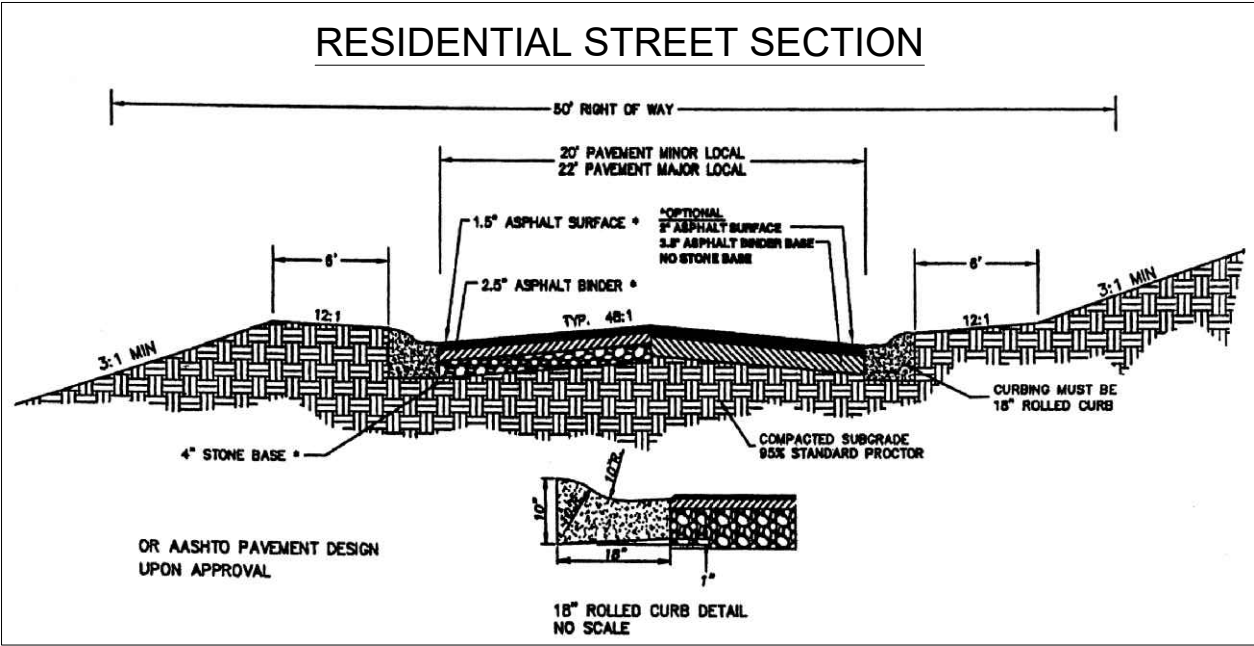 RESIDENTIAL STREET SECTION
50' RIGHT OF WAY
20' PAVEMENT MINOR LOCAL
22' PAVEMENT MAJOR LOCAL
1.5" ASPHALT SURFACE *
*OPTIONAL
2" ASPHALT SURFACE
3.5" ASPHALT BINDER BASE
NO STONE BASE
6'
2.5" ASPHALT BINDER *
6'
3:1 MIN
12:1
TYP. 48:1
12:1
3:1 MIN
CURBING MUST BE
18" ROLLED CURB
4" STONE BASE *
COMPACTED SUBGRADE
95% STANDARD PROCTOR
10"R
10"
18"
1"
OR AASHTO PAVEMENT DESIGN
UPON APPROVAL
18" ROLLED CURB DETAIL
NO SCALE